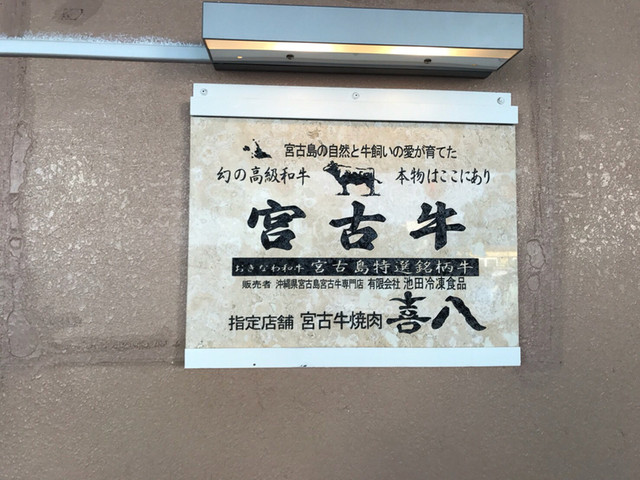 宮古島の自然と牛飼いの愛が育てた
幻の高級和牛 本物はここにあり
宮古牛
おきなわ和牛 宮古島特選銘柄牛
販売者 沖縄県宮古島宮古牛専門店 有限会社 池田冷凍食品
指定店舗 宮古牛焼肉 喜八